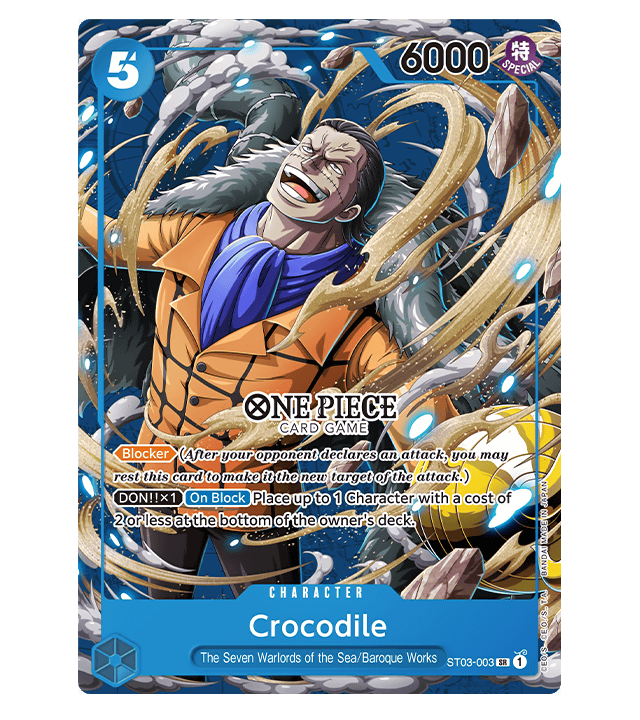 5
6000
特
SPECIAL
ONE PIECE
CARD GAME
Blocker (After your opponent declares an attack, you may
rest this card to make it the new target of the attack.)
DON!!×1 On Block Place up to 1 Character with a cost of
2 or less at the bottom of the owner's deck.
CHARACTER
Crocodile
The Seven Warlords of the Sea/Baroque Works
ST03-003 SR 1
BANDAI MADE IN JAPAN